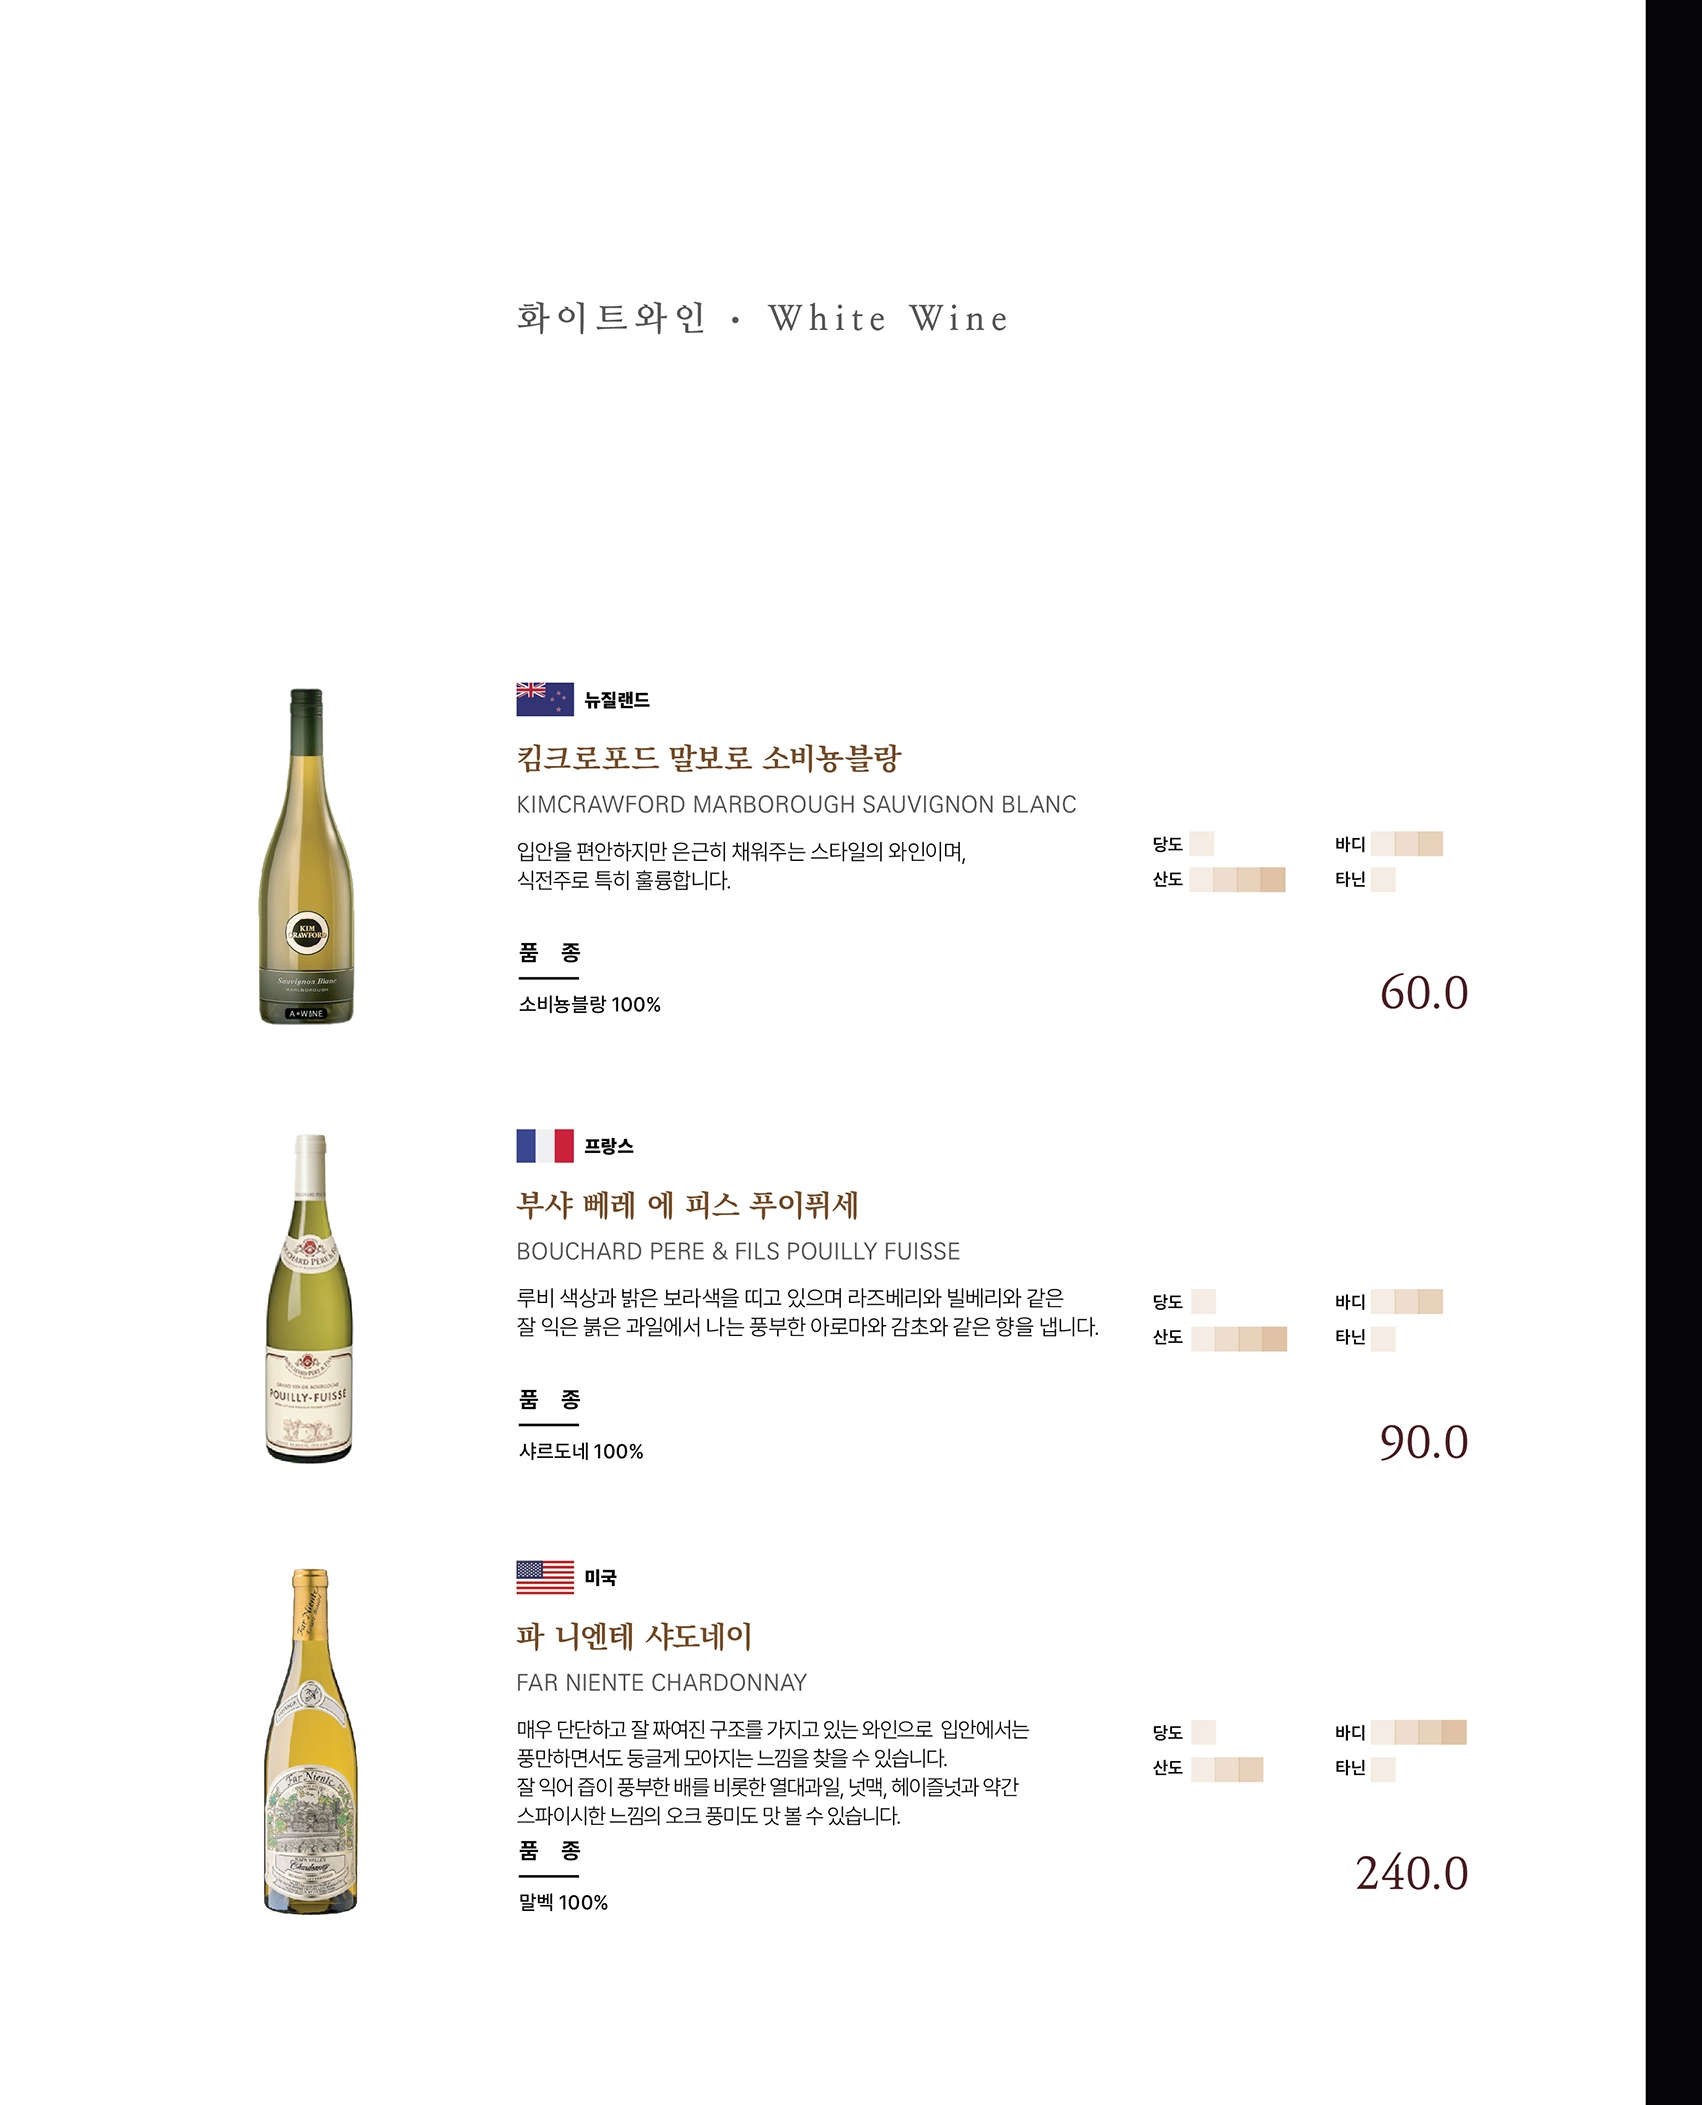 화이트와인 · White Wine
뉴질랜드
킴크로포드 말보로 소비뇽블랑
KIMCRAWFORD MARBOROUGH SAUVIGNON BLANC
입안을 편안하지만 은근히 채워주는 스타일의 와인이며,
식전주로 특히 훌륭합니다.
당도
바디
산도
타닌
품 종
소비뇽블랑 100%
60.0
KIM
CRAWFORD
Sauvignon Blanc
MARLBOROUGH
A+WINE
프랑스
부샤 뻬레 에 피스 푸이퓌세
BOUCHARD PERE & FILS POUILLY FUISSE
루비 색상과 밝은 보라색을 띠고 있으며 라즈베리와 빌베리와 같은
잘 익은 붉은 과일에서 나는 풍부한 아로마와 감초와 같은 향을 냅니다.
당도
바디
산도
타닌
품 종
샤르도네 100%
90.0
POUILLY-FUISSÉ
미국
파 니엔테 샤도네이
FAR NIENTE CHARDONNAY
매우 단단하고 잘 짜여진 구조를 가지고 있는 와인으로 입안에서는
풍만하면서도 둥글게 모아지는 느낌을 찾을 수 있습니다.
잘 익어 즙이 풍부한 배를 비롯한 열대과일, 넛맥, 헤이즐넛과 약간
스파이시한 느낌의 오크 풍미도 맛 볼 수 있습니다.
당도
바디
산도
타닌
품 종
말벡 100%
240.0
Far Niente
Chardonnay